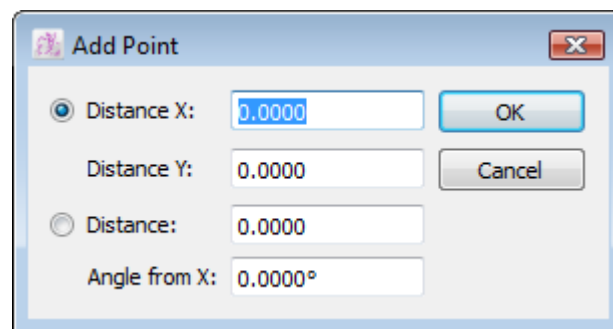 Add Point
Distance X: 0.0000 OK
Distance Y: 0.0000 Cancel
Distance: 0.0000
Angle from X: 0.0000°